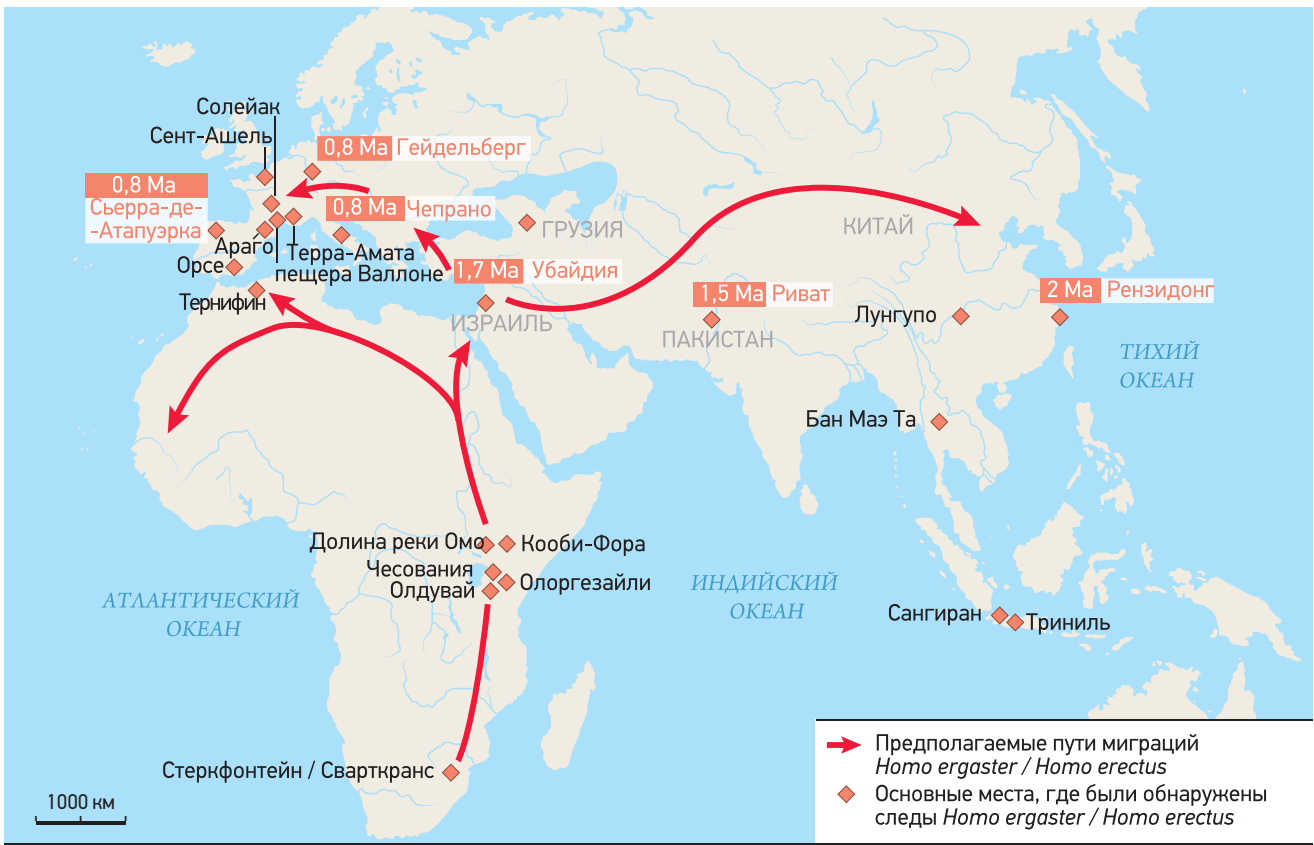 Солейак
Сент-Ашель
0,8 Ма Гейдельберг
0,8 Ма
Сьерра-де-
-Атапуэрка
0,8 Ма Чепрано
ГРУЗИЯ
КИТАЙ
Араго
Терра-Амата
Орсе
пещера Валлоне
1,7 Ма Убайдия
Тернифин
1,5 Ма Риват
2 Ма Рензидонг
ИЗРАИЛЬ
Лунгупо
ПАКИСТАН
ТИХИЙ
ОКЕАН
Бан Маэ Та
Долина реки Омо
Кооби-Фора
Чесования
Олоргезайли
Олдувай
АТЛАНТИЧЕСКИЙ
ОКЕАН
ИНДИЙСКИЙ
ОКЕАН
Сангиран
Триниль
Стеркфонтейн / Сварткранс
1000 км
Предполагаемые пути миграций
Homo ergaster / Homo erectus
Основные места, где были обнаружены
следы Homo ergaster / Homo erectus